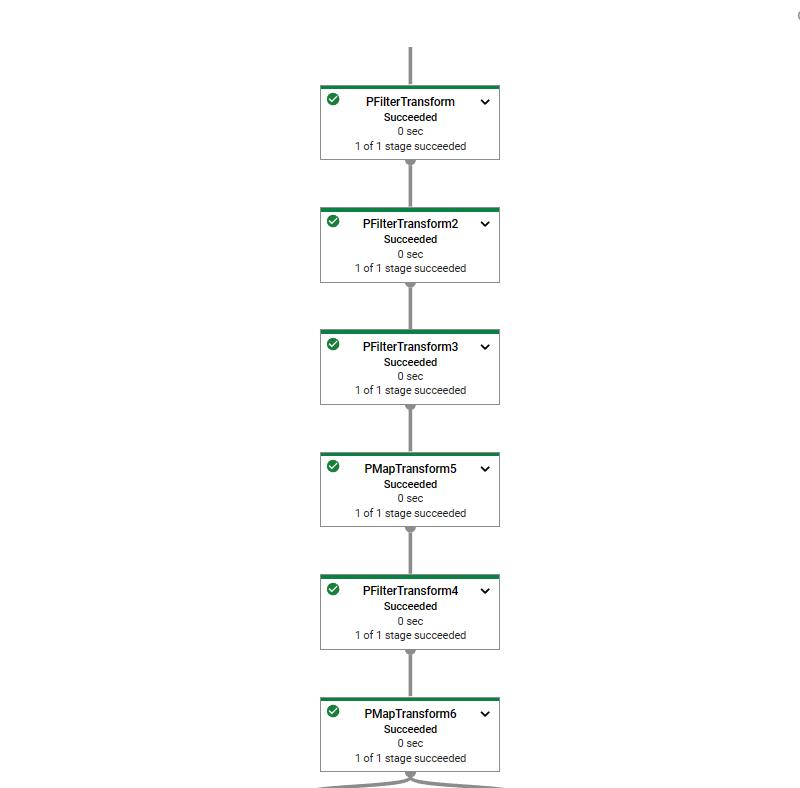 PFilterTransform
Succeeded
0 sec
1 of 1 stage succeeded
PFilterTransform2
Succeeded
0 sec
1 of 1 stage succeeded
PFilterTransform3
Succeeded
0 sec
1 of 1 stage succeeded
PMapTransform5
Succeeded
0 sec
1 of 1 stage succeeded
PFilterTransform4
Succeeded
0 sec
1 of 1 stage succeeded
PMapTransform6
Succeeded
0 sec
1 of 1 stage succeeded